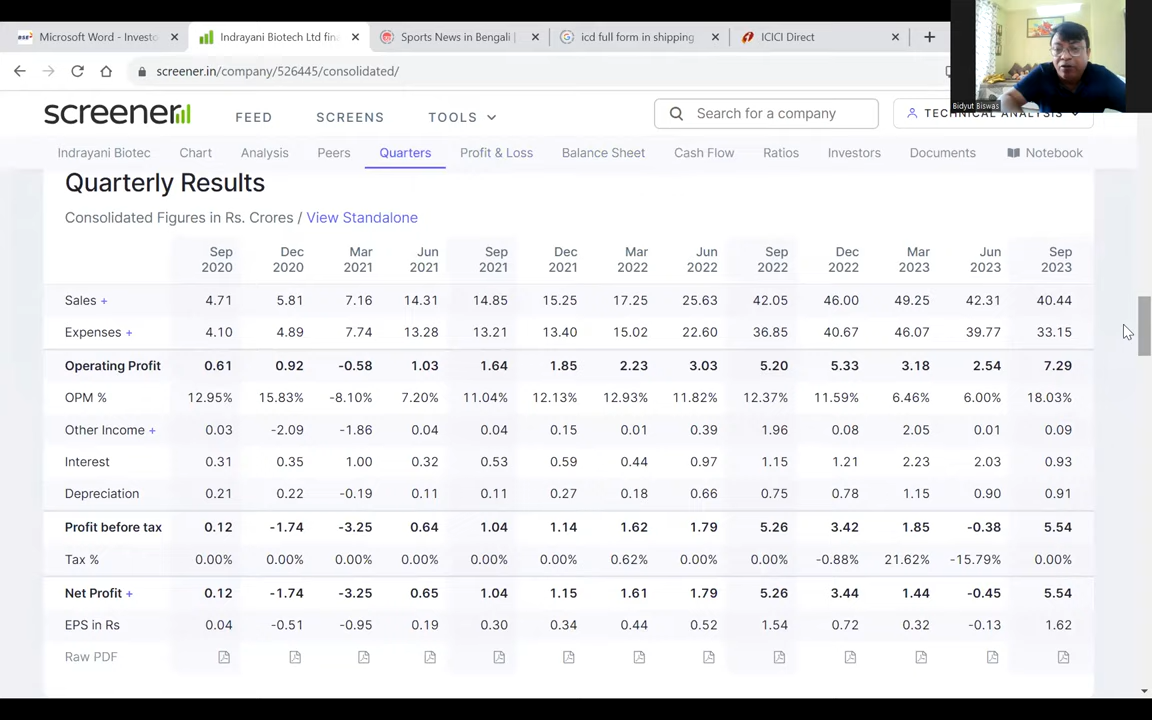 Microsoft Word - Investo
Indrayani Biotech Ltd fina
Sports News in Bengali |
icd full form in shipping
ICICI Direct
screener.in/company/526445/consolidated/
Bidyut Biswas
screener
FEED
SCREENS
TOOLS
Search for a company
TECHNICAL ANALYSIS
Indrayani Biotec
Chart
Analysis
Peers
Quarters
Profit & Loss
Balance Sheet
Cash Flow
Ratios
Investors
Documents
Notebook
Quarterly Results
Consolidated Figures in Rs. Crores / View Standalone
Sep 2020 Dec 2020 Mar 2021 Jun 2021 Sep 2021 Dec 2021 Mar 2022 Jun 2022 Sep 2022 Dec 2022 Mar 2023 Jun 2023 Sep 2023
Sales + 4.71 5.81 7.16 14.31 14.85 15.25 17.25 25.63 42.05 46.00 49.25 42.31 40.44
Expenses + 4.10 4.89 7.74 13.28 13.21 13.40 15.02 22.60 36.85 40.67 46.07 39.77 33.15
Operating Profit 0.61 0.92 -0.58 1.03 1.64 1.85 2.23 3.03 5.20 5.33 3.18 2.54 7.29
OPM % 12.95% 15.83% -8.10% 7.20% 11.04% 12.13% 12.93% 11.82% 12.37% 11.59% 6.46% 6.00% 18.03%
Other Income + 0.03 -2.09 -1.86 0.04 0.04 0.15 0.01 0.39 1.96 0.08 2.05 0.01 0.09
Interest 0.31 0.35 1.00 0.32 0.53 0.59 0.44 0.97 1.15 1.21 2.23 2.03 0.93
Depreciation 0.21 0.22 -0.19 0.11 0.11 0.27 0.18 0.66 0.75 0.78 1.15 0.90 0.91
Profit before tax 0.12 -1.74 -3.25 0.64 1.04 1.14 1.62 1.79 5.26 3.42 1.85 -0.38 5.54
Tax % 0.00% 0.00% 0.00% 0.00% 0.00% 0.00% 0.62% 0.00% 0.00% -0.88% 21.62% -15.79% 0.00%
Net Profit + 0.12 -1.74 -3.25 0.65 1.04 1.15 1.61 1.79 5.26 3.44 1.44 -0.45 5.54
EPS in Rs 0.04 -0.51 -0.95 0.19 0.30 0.34 0.44 0.52 1.54 0.72 0.32 -0.13 1.62
Raw PDF